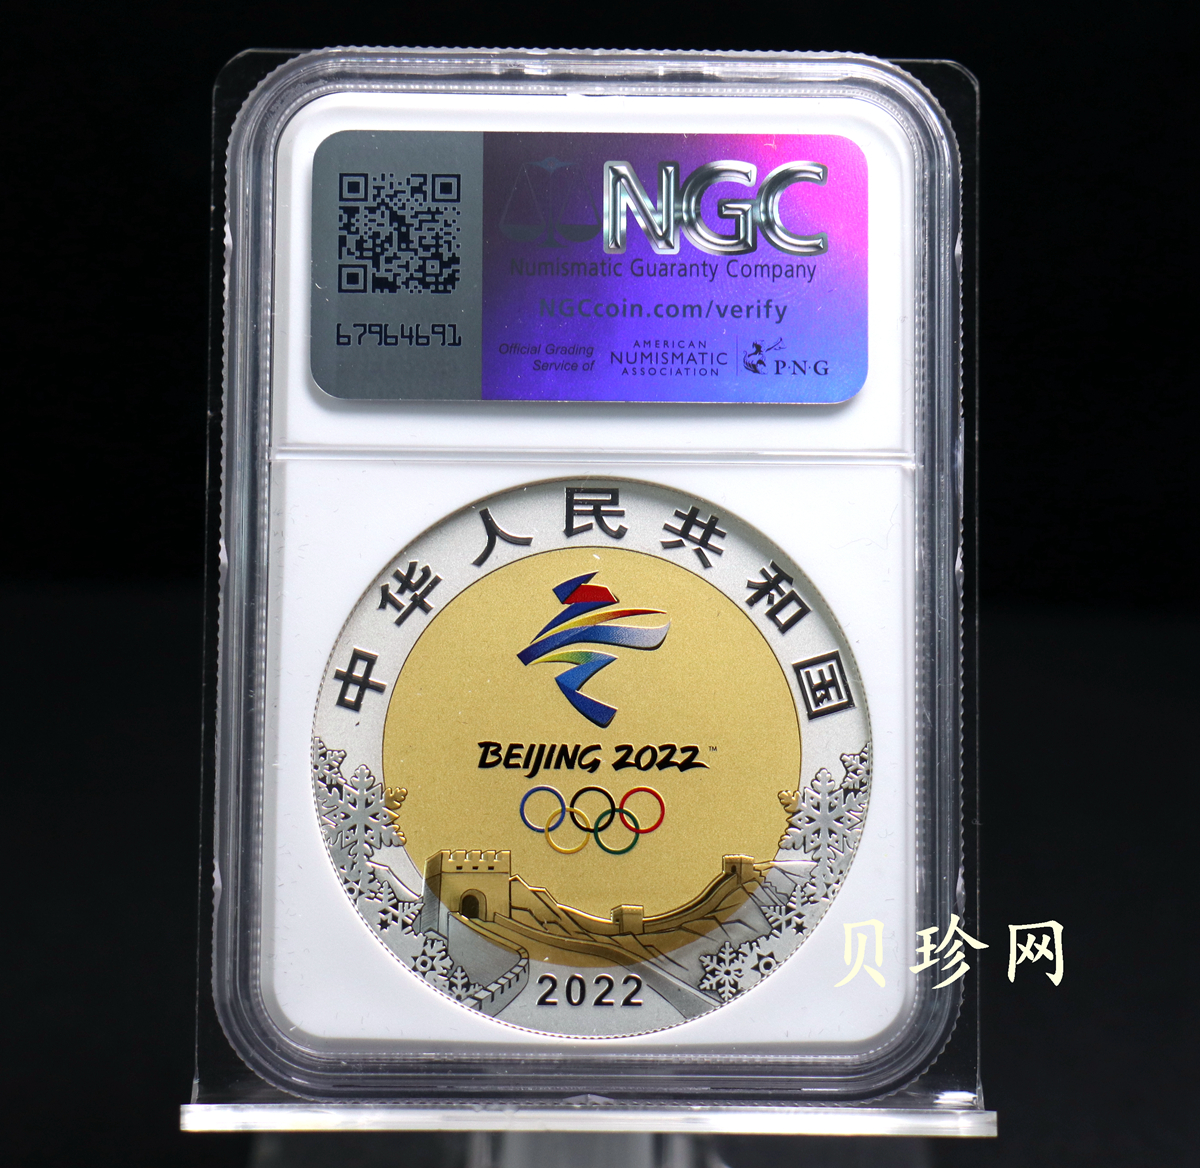 NGC
Numismatic Guaranty Company
NGCcoin.com/verify
67964691
Official Grading
Service of
AMERICAN
NUMISMATIC
ASSOCIATION
P·N·G
中华人民共和国
BEIJING 2022™
2022
贝珍网